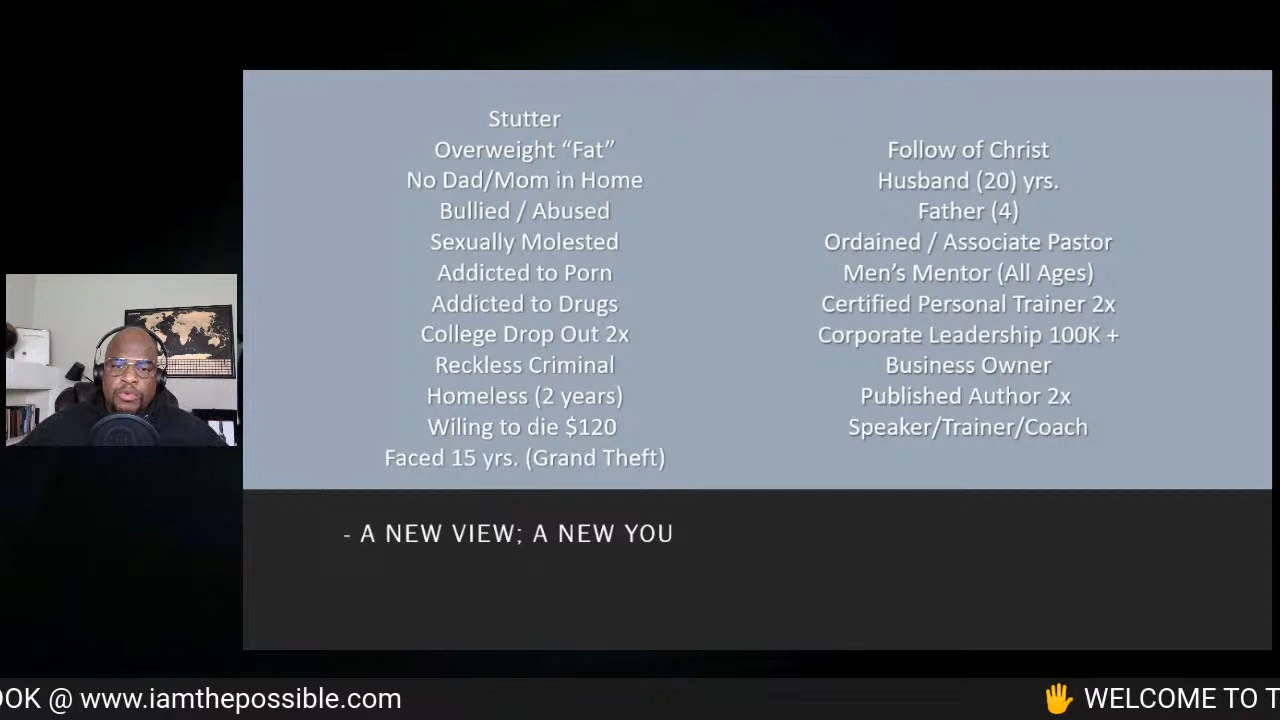 Stutter
Overweight “Fat”
No Dad/Mom in Home
Bullied / Abused
Sexually Molested
Addicted to Porn
Addicted to Drugs
College Drop Out 2x
Reckless Criminal
Homeless (2 years)
Wiling to die $120
Faced 15 yrs. (Grand Theft)
Follow of Christ
Husband (20) yrs.
Father (4)
Ordained / Associate Pastor
Men’s Mentor (All Ages)
Certified Personal Trainer 2x
Corporate Leadership 100K +
Business Owner
Published Author 2x
Speaker/Trainer/Coach
- A NEW VIEW; A NEW YOU
OOK @ www.iamthepossible.com
🖐 WELCOME TO T